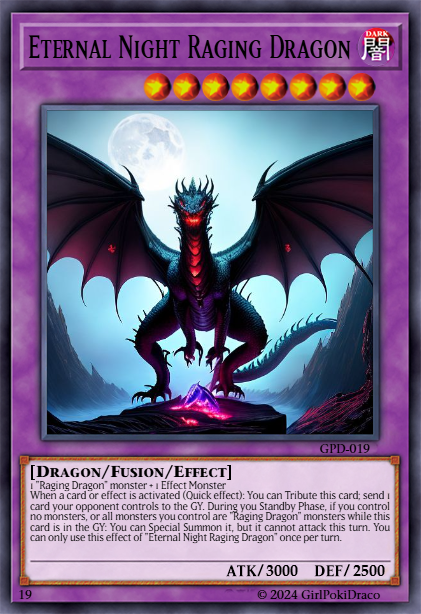 Eternal Night Raging Dragon
DARK
闇
GPD-019
[Dragon/Fusion/Effect]
1 "Raging Dragon" monster + 1 Effect Monster
When a card or effect is activated (Quick effect): You can Tribute this card; send 1
card your opponent controls to the GY. During you Standby Phase, if you control
no monsters, or all monsters you control are "Raging Dragon" monsters while this
card is in the GY: You can Special Summon it, but it cannot attack this turn. You
can only use this effect of "Eternal Night Raging Dragon" once per turn.
ATK/3000 DEF/2500
19 © 2024 GirlPokiDraco